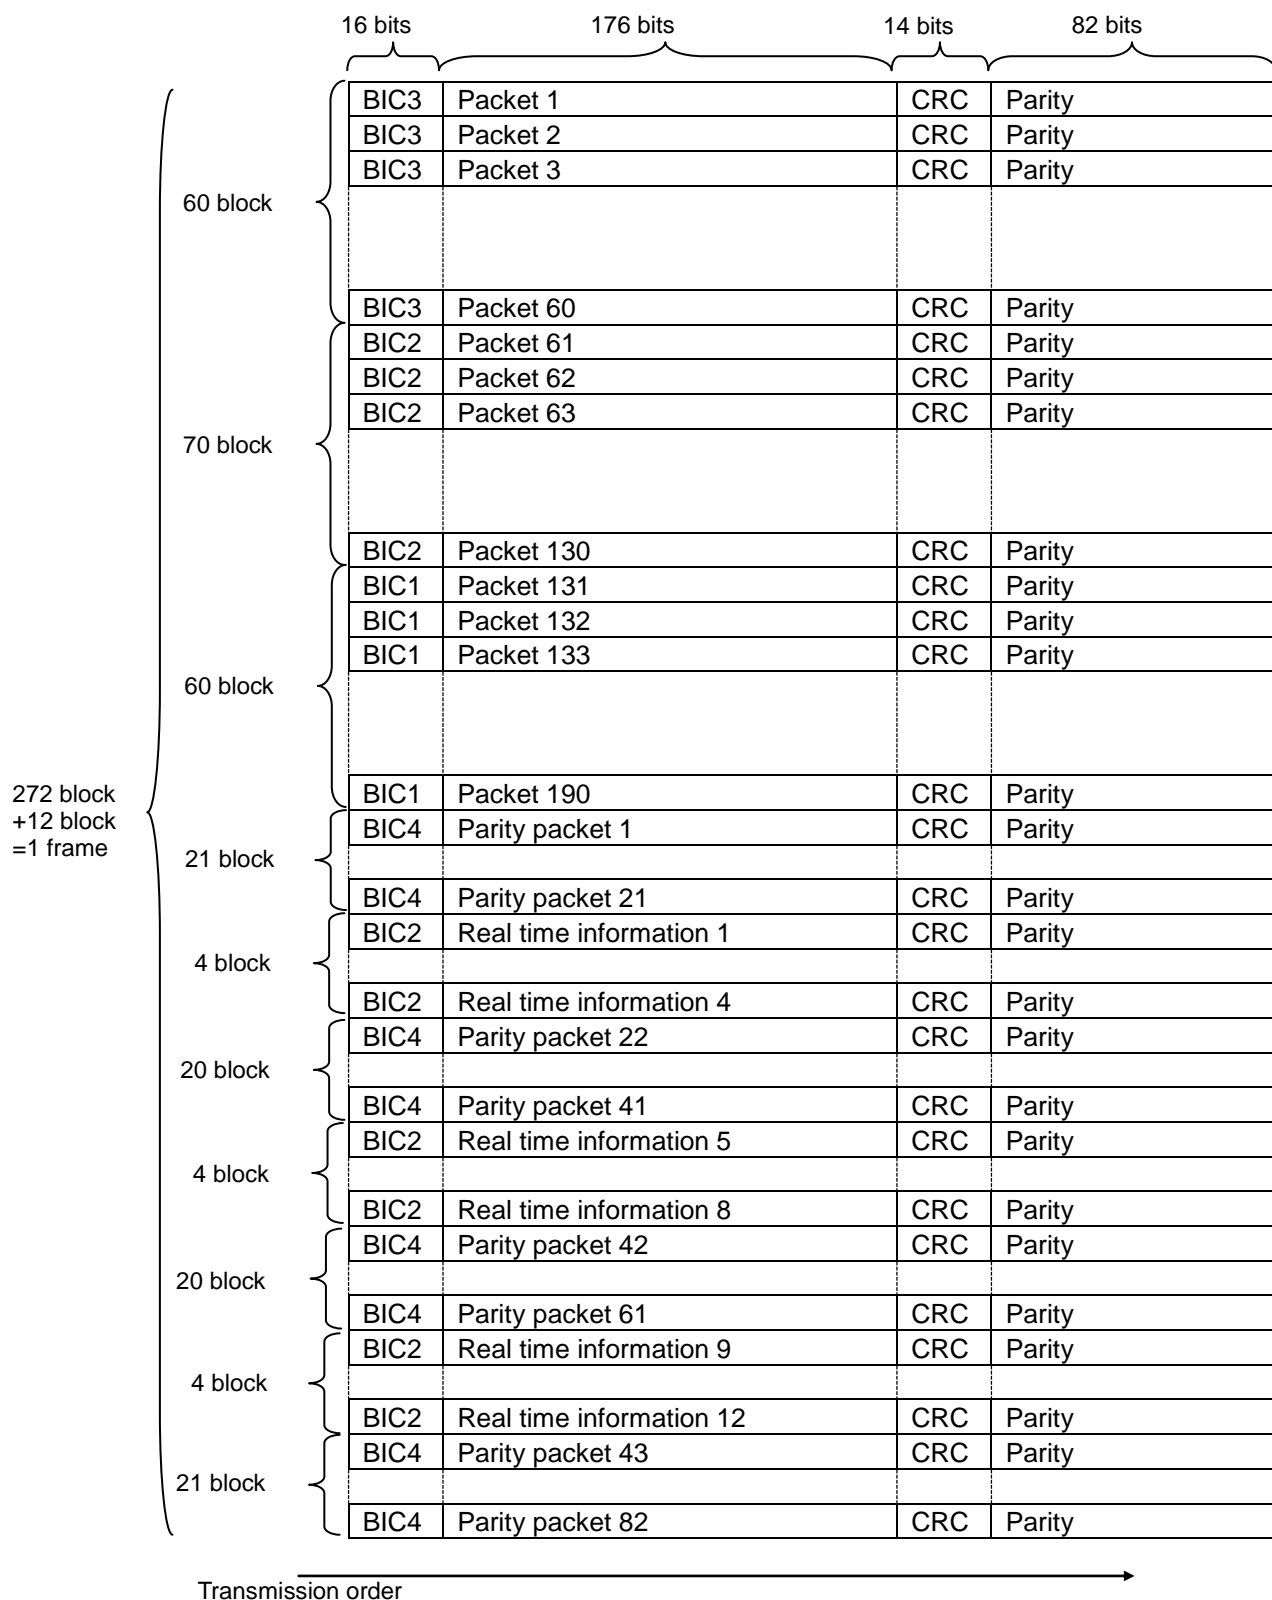 16 bits 176 bits 14 bits 82 bits
BIC3 Packet 1 CRC Parity
BIC3 Packet 2 CRC Parity
BIC3 Packet 3 CRC Parity
60 block
BIC3 Packet 60 CRC Parity
BIC2 Packet 61 CRC Parity
BIC2 Packet 62 CRC Parity
BIC2 Packet 63 CRC Parity
70 block
BIC2 Packet 130 CRC Parity
BIC1 Packet 131 CRC Parity
BIC1 Packet 132 CRC Parity
BIC1 Packet 133 CRC Parity
60 block
272 block
+12 block
=1 frame
BIC1 Packet 190 CRC Parity
BIC4 Parity packet 1 CRC Parity
21 block
BIC4 Parity packet 21 CRC Parity
BIC2 Real time information 1 CRC Parity
4 block
BIC2 Real time information 4 CRC Parity
BIC4 Parity packet 22 CRC Parity
20 block
BIC4 Parity packet 41 CRC Parity
BIC2 Real time information 5 CRC Parity
4 block
BIC2 Real time information 8 CRC Parity
BIC4 Parity packet 42 CRC Parity
20 block
BIC4 Parity packet 61 CRC Parity
BIC2 Real time information 9 CRC Parity
4 block
BIC2 Real time information 12 CRC Parity
BIC4 Parity packet 43 CRC Parity
21 block
BIC4 Parity packet 82 CRC Parity
Transmission order